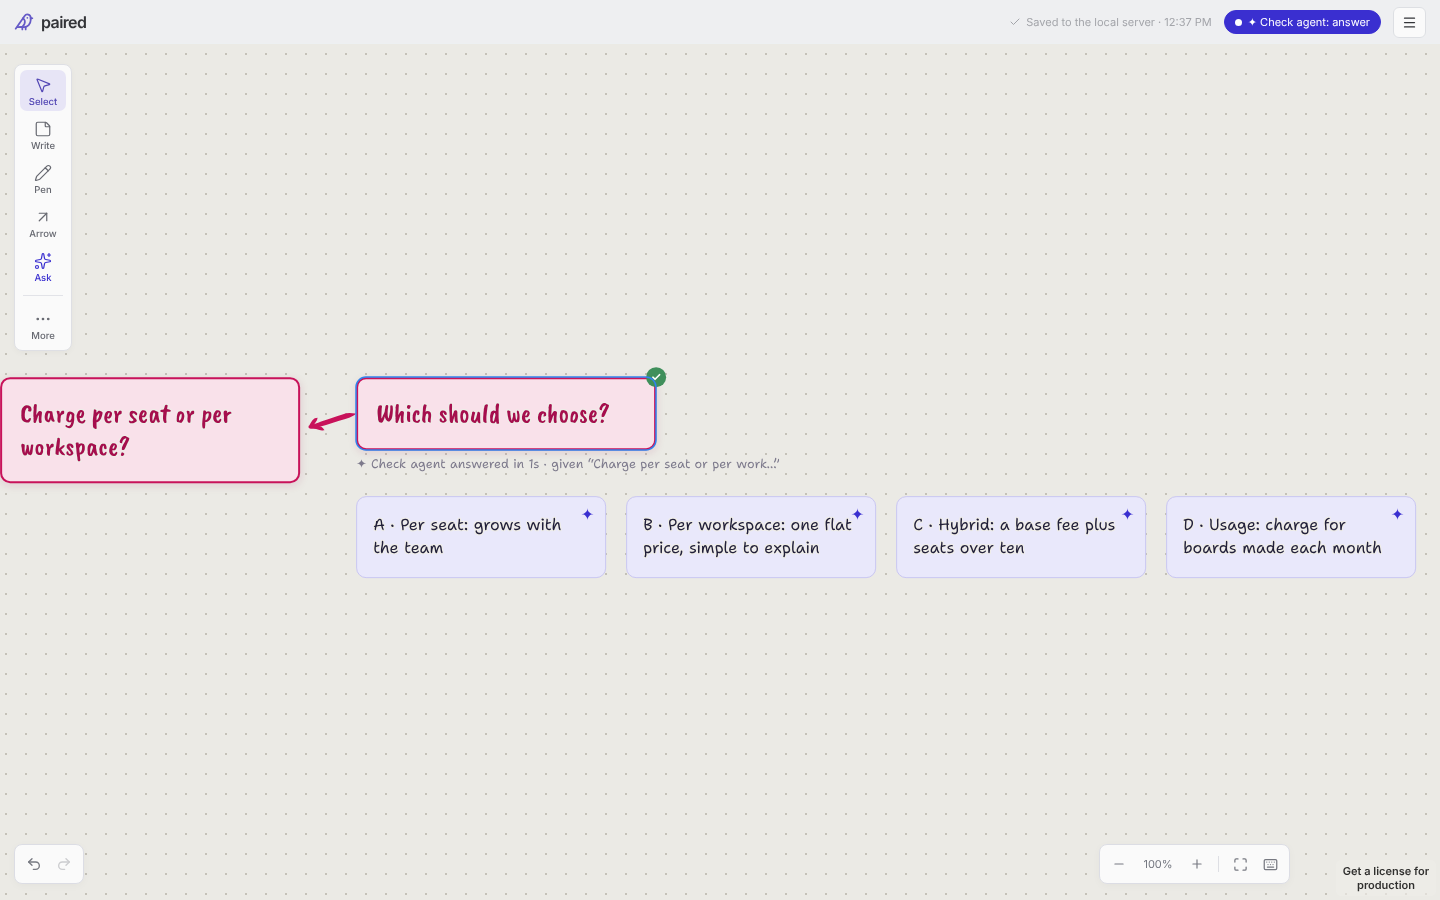 paired
Saved to the local server · 12:37 PM
✦ Check agent: answer
Select
Write
Pen
Arrow
Ask
More
Charge per seat or per
workspace?
Which should we choose?
✦ Check agent answered in 1s · given “Charge per seat or per work…”
A · Per seat: grows with
the team
B · Per workspace: one flat
price, simple to explain
C · Hybrid: a base fee plus
seats over ten
D · Usage: charge for
boards made each month
100%
Get a license for
production